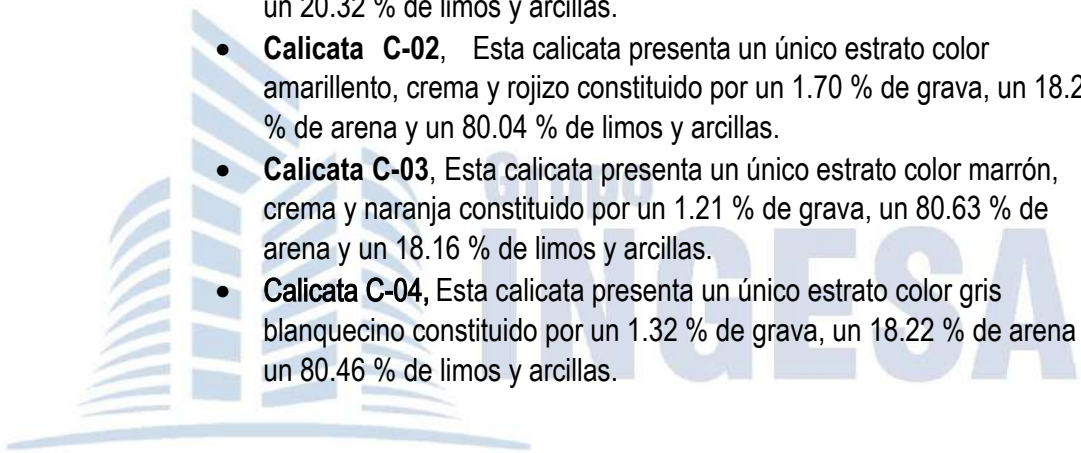 un 20.32 % de limos y arcillas.
• Calicata C-02, Esta calicata presenta un único estrato color
amarillento, crema y rojizo constituido por un 1.70 % de grava, un 18.2
% de arena y un 80.04 % de limos y arcillas.
• Calicata C-03, Esta calicata presenta un único estrato color marrón,
crema y naranja constituido por un 1.21 % de grava, un 80.63 % de
arena y un 18.16 % de limos y arcillas.
• Calicata C-04, Esta calicata presenta un único estrato color gris
blanquecino constituido por un 1.32 % de grava, un 18.22 % de arena
un 80.46 % de limos y arcillas.
Grupo
INGESA